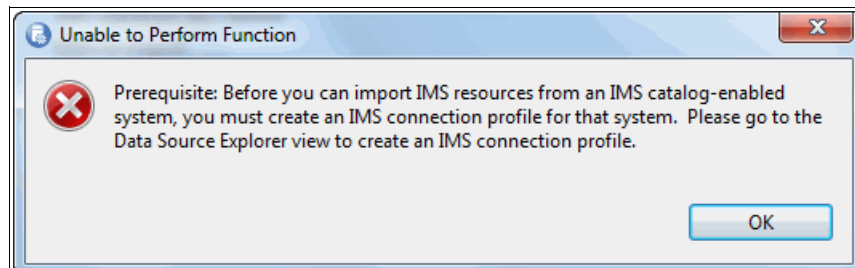 Unable to Perform Function
Prerequisite: Before you can import IMS resources from an IMS catalog-enabled
system, you must create an IMS connection profile for that system.  Please go to the
Data Source Explorer view to create an IMS connection profile.
OK